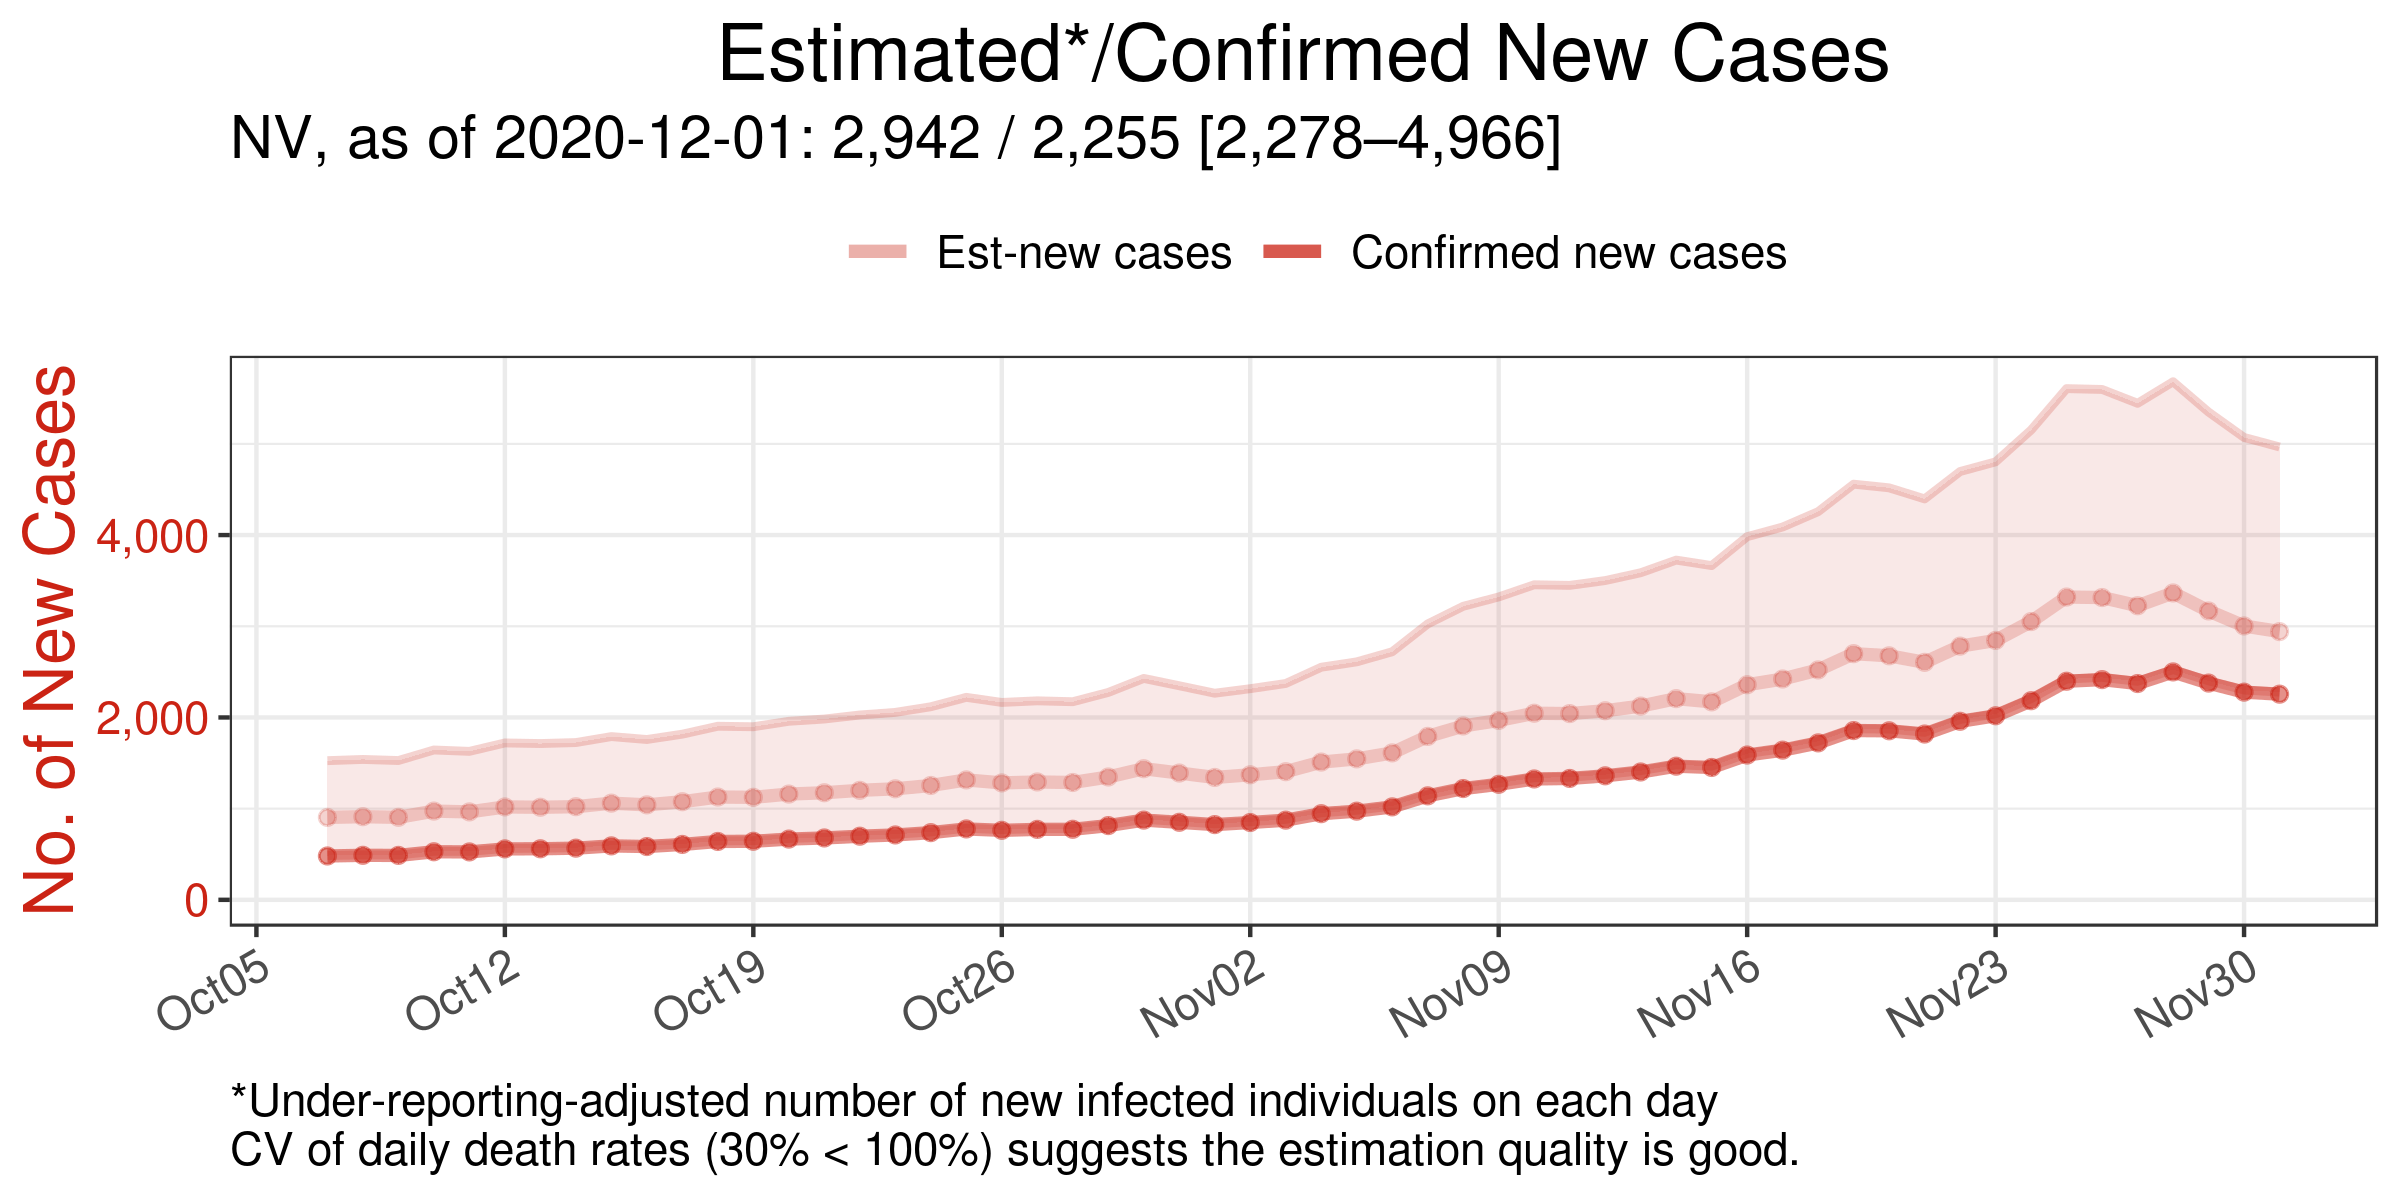 Estimated*/Confirmed New Cases
NV, as of 2020-12-01: 2,942 / 2,255 [2,278–4,966]
Est-new cases
Confirmed new cases
No. of New Cases
4,000
2,000
0
Oct05
Oct12
Oct19
Oct26
Nov02
Nov09
Nov16
Nov23
Nov30
*Under-reporting-adjusted number of new infected individuals on each day
CV of daily death rates (30% < 100%) suggests the estimation quality is good.